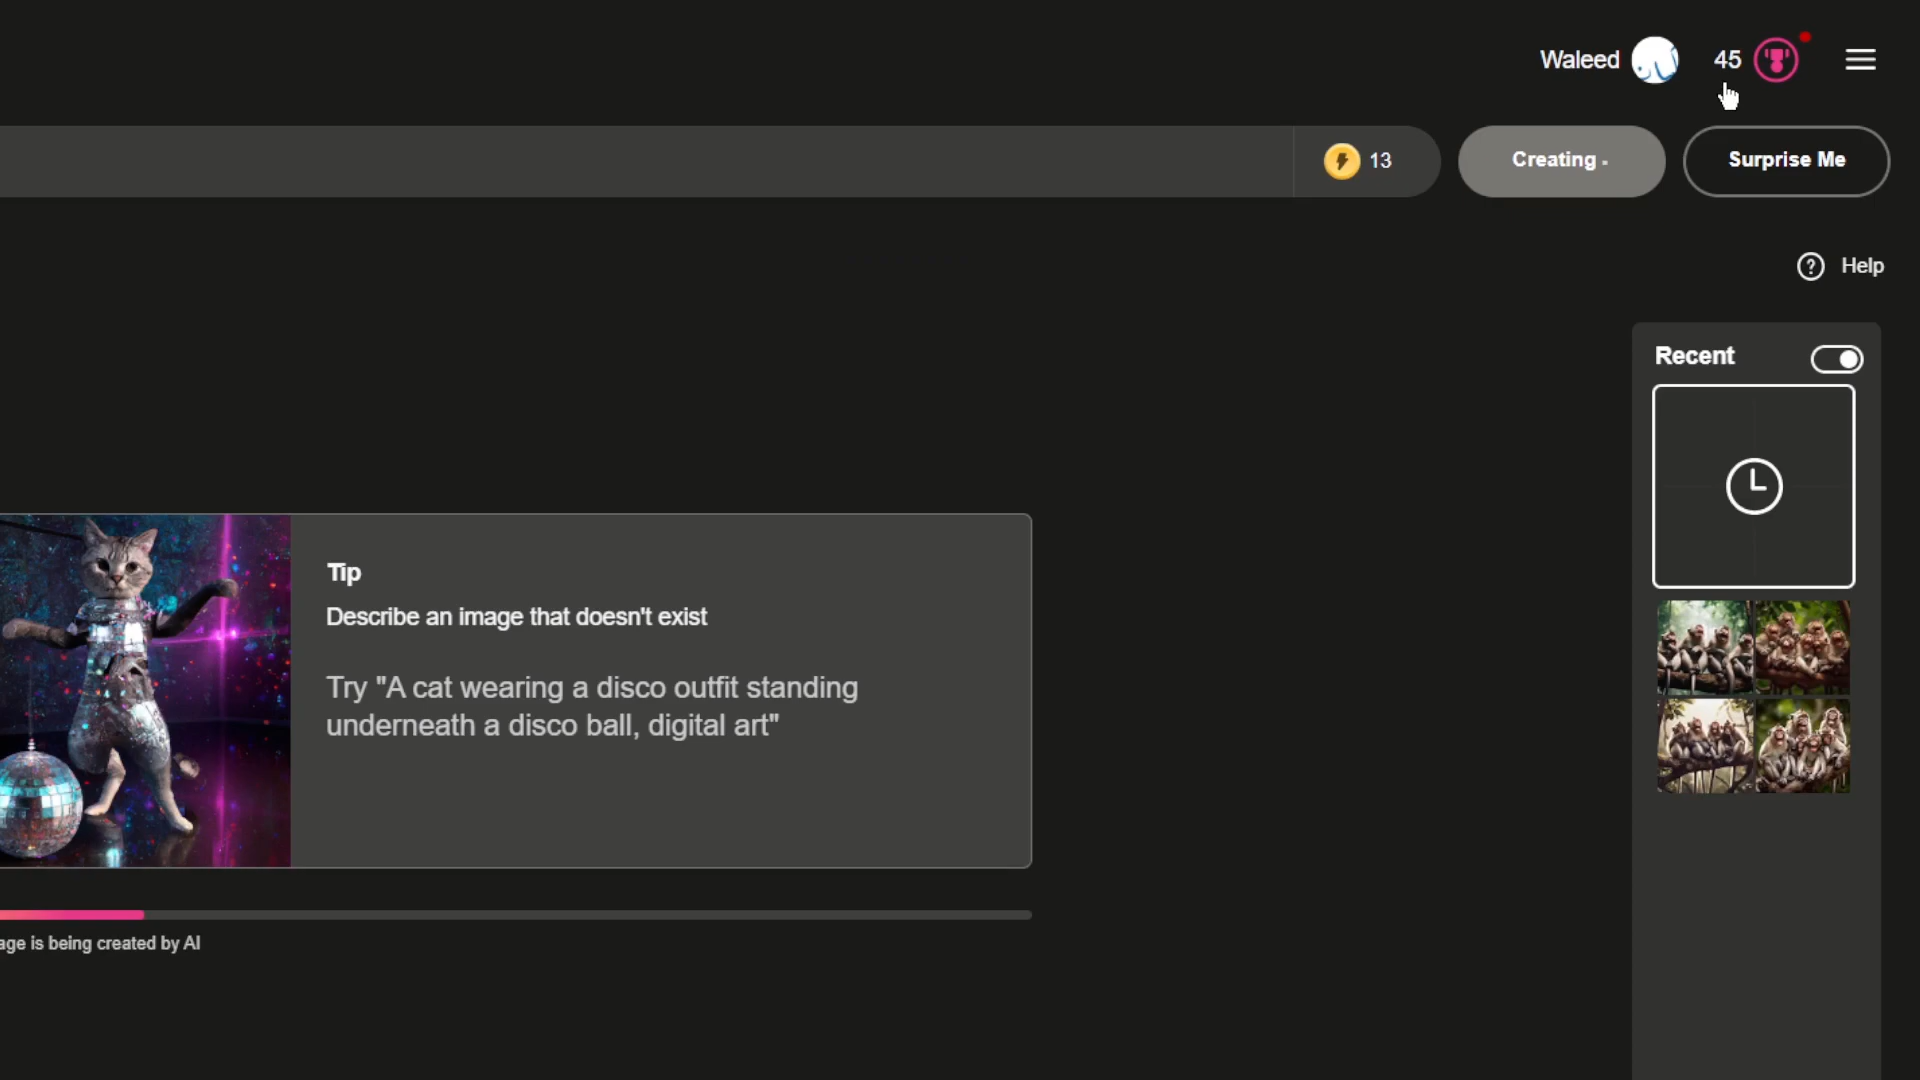 Waleed 45
13 Creating . Surprise Me
Help
Recent
Tip
Describe an image that doesn't exist
Try "A cat wearing a disco outfit standing
underneath a disco ball, digital art"
age is being created by AI